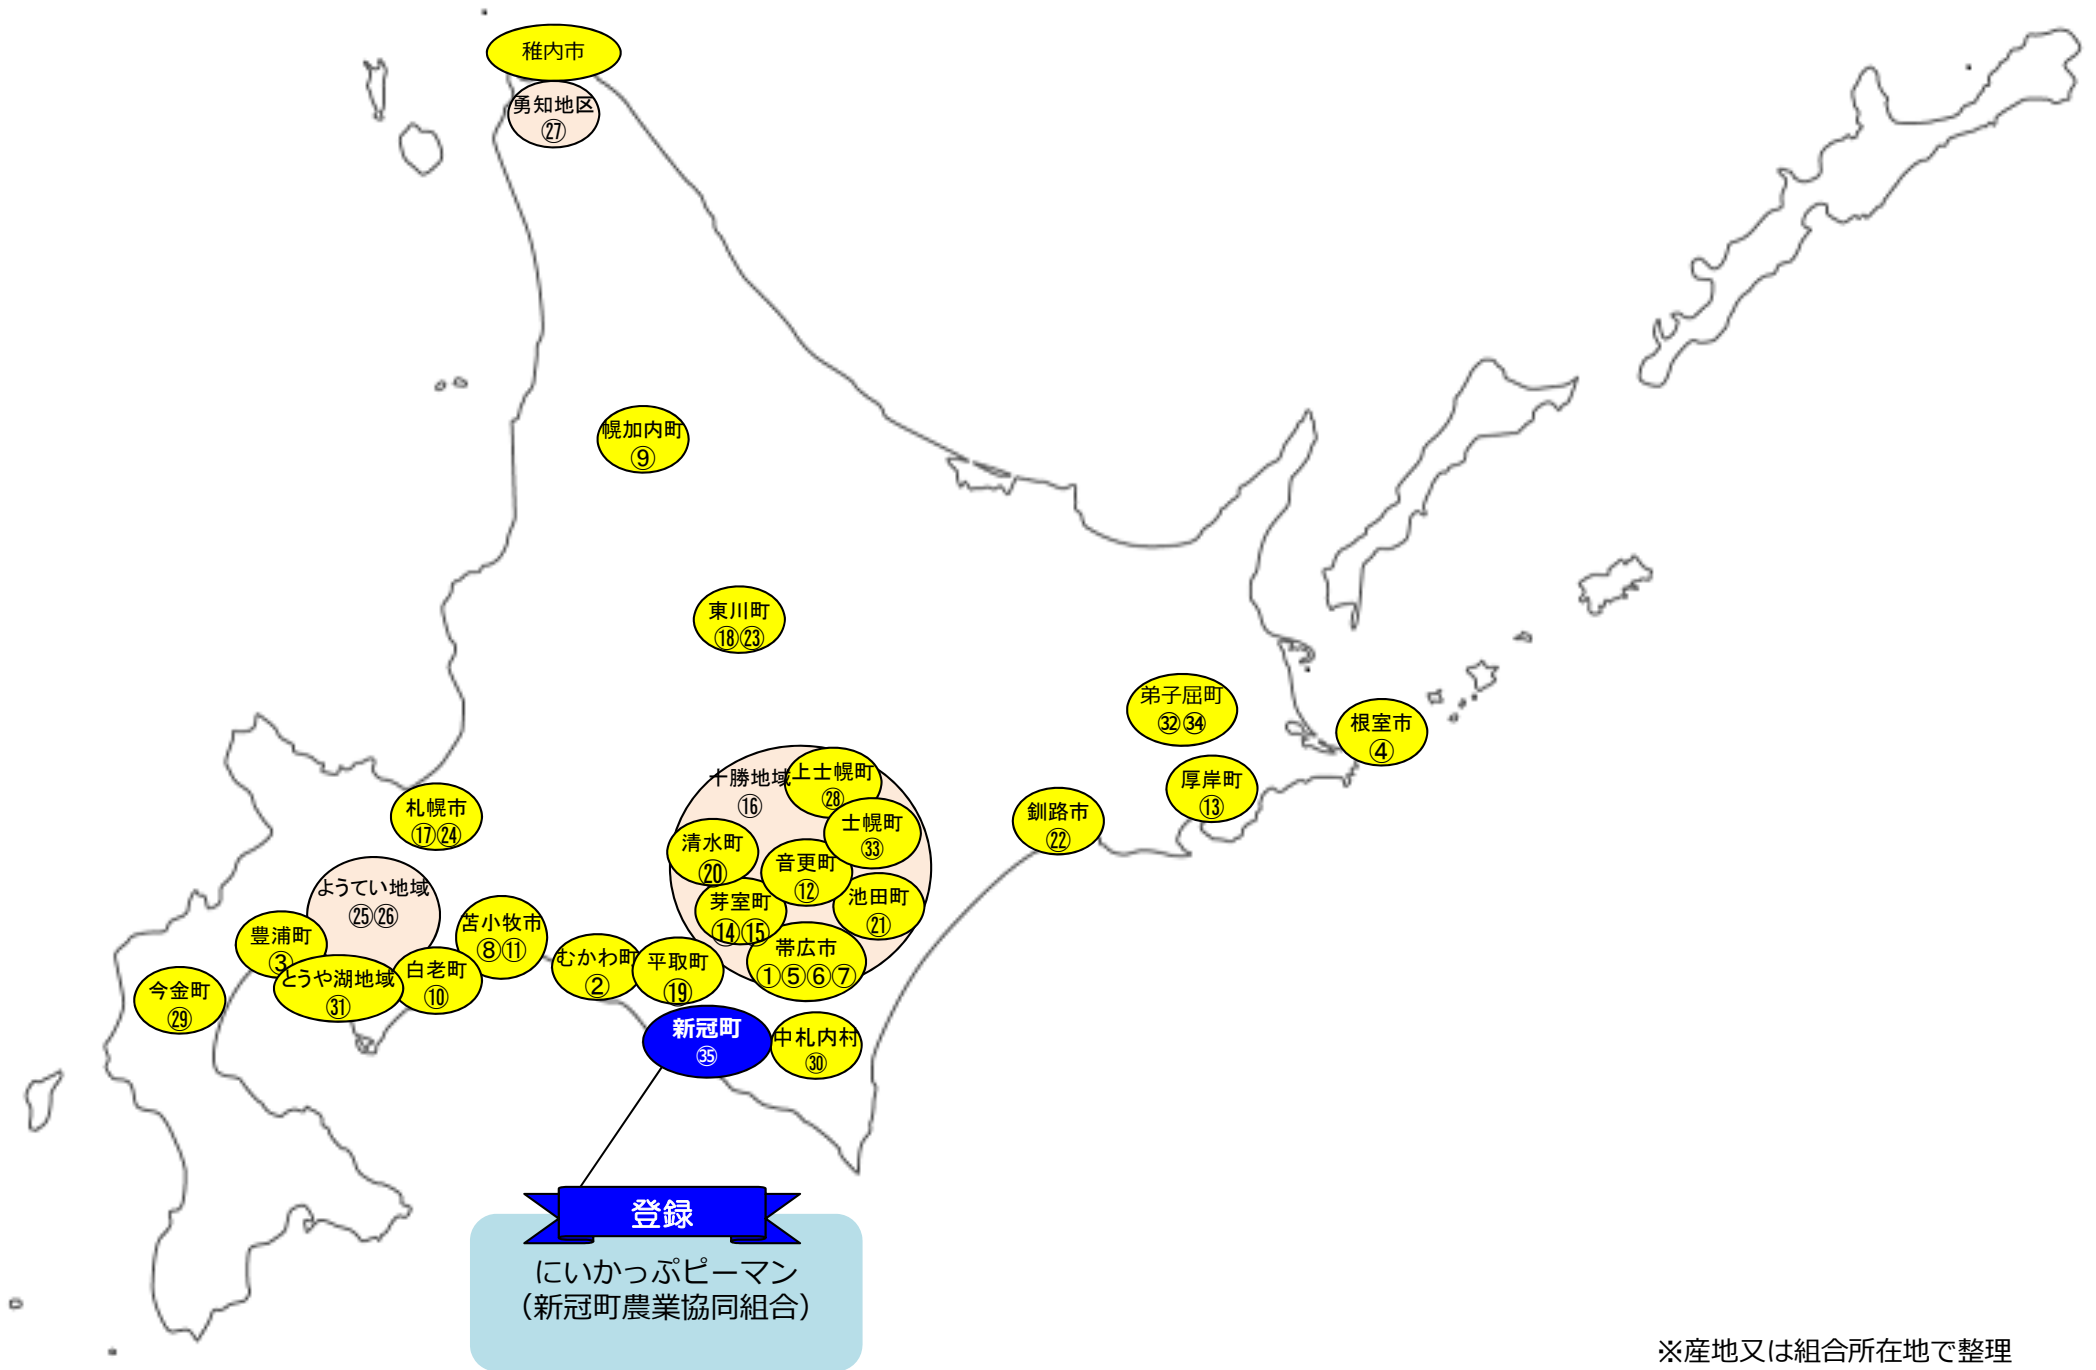 稚内市
勇知地区
㉗
幌加内町
⑨
東川町
⑱㉓
弟子屈町
㉜㉞
根室市
④
厚岸町
⑬
釧路市
㉒
十勝地域
⑯
上士幌町
㉘
士幌町
㉝
清水町
⑳
音更町
⑫
池田町
㉑
芽室町
⑭⑮
帯広市
①⑤⑥⑦
札幌市
⑰㉔
ようてい地域
㉕㉖
苫小牧市
⑧⑪
豊浦町
③
とうや湖地域
㉛
白老町
⑩
今金町
㉙
むかわ町
②
平取町
⑲
新冠町
㉟
中札内村
㉚
登録
にいかっぷピーマン
（新冠町農業協同組合）
※産地又は組合所在地で整理